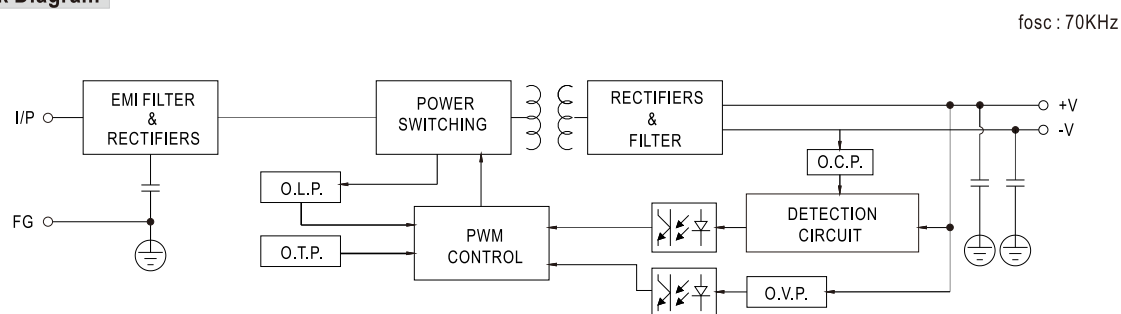 Diagram
fosc : 70KHz
I/P
EMI FILTER
&
RECTIFIERS
POWER
SWITCHING
RECTIFIERS
&
FILTER
+V
-V
O.C.P.
O.L.P.
FG
PWM
CONTROL
DETECTION
CIRCUIT
O.T.P.
O.V.P.